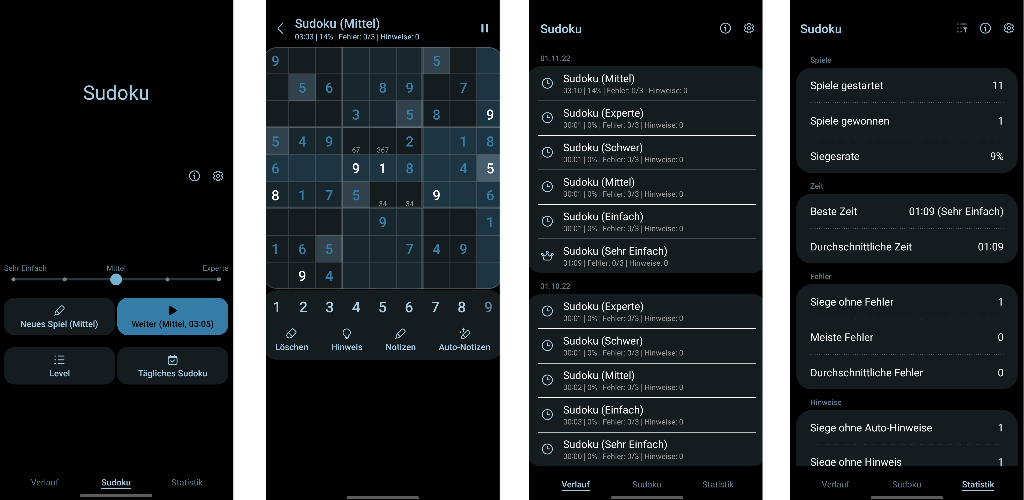 Sudoku
Sehr Einfach Mittel Experte
Neues Spiel (Mittel)
Weiter (Mittel, 03:05)
Level
Tägliches Sudoku
Verlauf Sudoku Statistik
Sudoku (Mittel)
03:03 | 14% | Fehler: 0/3 | Hinweise: 0
9 5
5 6 8 9 7
3 5 8 9
5 4 9 67 367 2 1 8
6 9 1 8 4 5
8 1 7 5 34 34 9 6
9 1
1 6 5 7 4 9
9 4
1 2 3 4 5 6 7 8 9
Löschen Hinweis Notizen Auto-Notizen
Sudoku
01.11.22
Sudoku (Mittel)
03:10 | 14% | Fehler: 0/3 | Hinweise: 0
Sudoku (Experte)
00:01 | 0% | Fehler: 0/3 | Hinweise: 0
Sudoku (Schwer)
00:01 | 0% | Fehler: 0/3 | Hinweise: 0
Sudoku (Mittel)
00:01 | 0% | Fehler: 0/3 | Hinweise: 0
Sudoku (Einfach)
00:01 | 0% | Fehler: 0/3 | Hinweise: 0
Sudoku (Sehr Einfach)
01:09 | Fehler: 0/3 | Hinweise: 0
31.10.22
Sudoku (Experte)
00:01 | 0% | Fehler: 0/3 | Hinweise: 0
Sudoku (Schwer)
00:01 | 0% | Fehler: 0/3 | Hinweise: 0
Sudoku (Mittel)
00:02 | 0% | Fehler: 0/3 | Hinweise: 0
Sudoku (Einfach)
00:03 | 0% | Fehler: 0/3 | Hinweise: 0
Sudoku (Sehr Einfach)
00:00 | 0% | Fehler: 0/3 | Hinweise: 0
Verlauf Sudoku Statistik
Sudoku
Spiele
Spiele gestartet 11
Spiele gewonnen 1
Siegesrate 9%
Zeit
Beste Zeit 01:09 (Sehr Einfach)
Durchschnittliche Zeit 01:09
Fehler
Siege ohne Fehler 1
Meiste Fehler 0
Durchschnittliche Fehler 0
Hinweise
Siege ohne Auto-Hinweise 1
Siege ohne Hinweis 1
Verlauf Sudoku Statistik